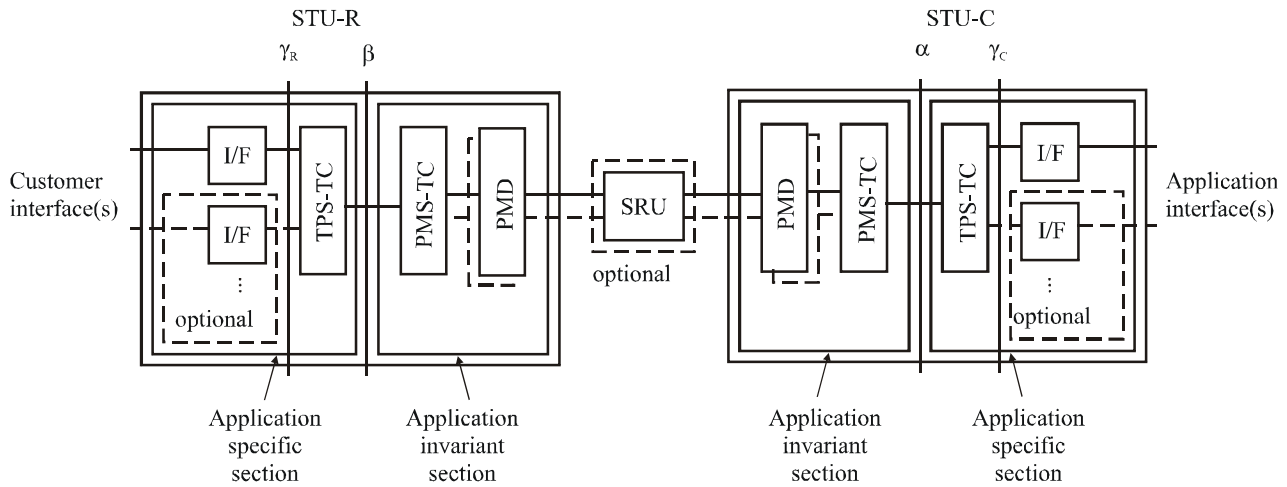 STU-R
STU-C
γR
β
α
γC
Customer
interface(s)
I/F
I/F
⋮
optional
TPS-TC
PMS-TC
PMD
SRU
optional
PMD
PMS-TC
TPS-TC
I/F
I/F
⋮
optional
Application
interface(s)
Application
specific
section
Application
invariant
section
Application
invariant
section
Application
specific
section